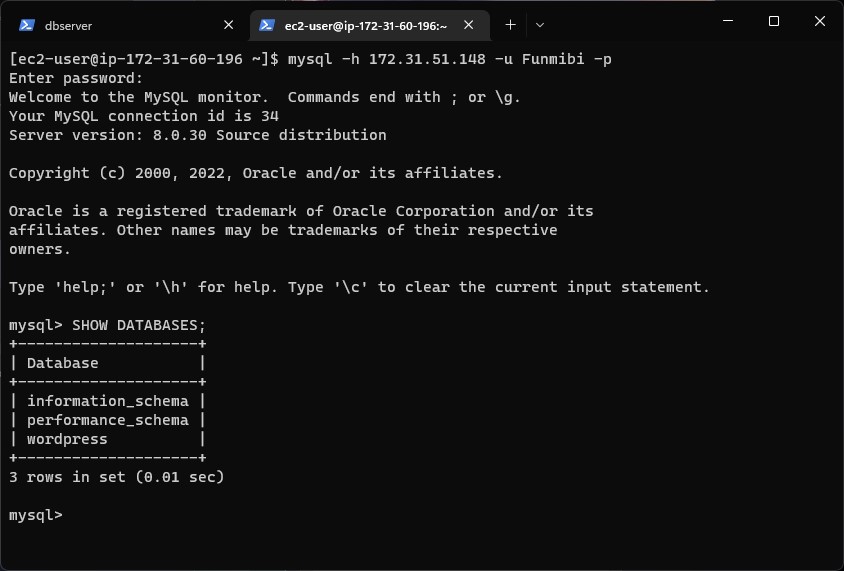 dbserver
ec2-user@ip-172-31-60-196:~
[ec2-user@ip-172-31-60-196 ~]$ mysql -h 172.31.51.148 -u Funmibi -p
Enter password:
Welcome to the MySQL monitor.  Commands end with ; or \g.
Your MySQL connection id is 34
Server version: 8.0.30 Source distribution

Copyright (c) 2000, 2022, Oracle and/or its affiliates.

Oracle is a registered trademark of Oracle Corporation and/or its
affiliates. Other names may be trademarks of their respective
owners.

Type 'help;' or '\h' for help. Type '\c' to clear the current input statement.

mysql> SHOW DATABASES;
+--------------------+
| Database           |
+--------------------+
| information_schema |
| performance_schema |
| wordpress          |
+--------------------+
3 rows in set (0.01 sec)

mysql>